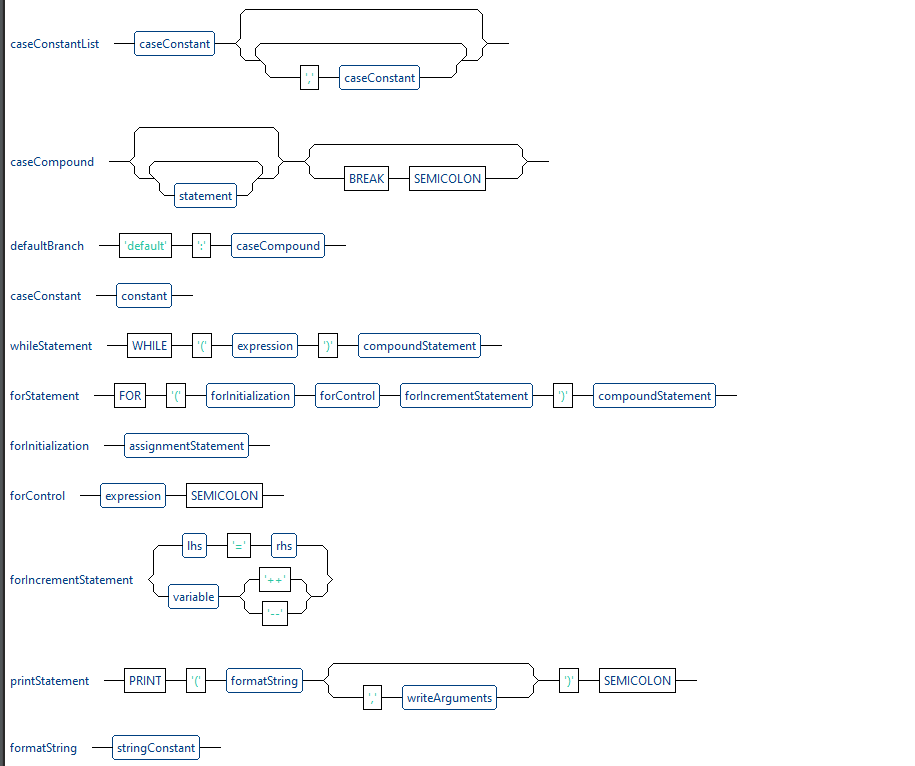 caseConstantList caseConstant
',' caseConstant
caseCompound
BREAK SEMICOLON
statement
defaultBranch 'default' ':' caseCompound
caseConstant constant
whileStatement WHILE '(' expression ')' compoundStatement
forStatement FOR '(' forInitialization forControl forIncrementStatement ')' compoundStatement
forInitialization assignmentStatement
forControl expression SEMICOLON
lhs '=' rhs
forIncrementStatement '++'
variable
'--'
printStatement PRINT '(' formatString ')' SEMICOLON
',' writeArguments
formatString stringConstant